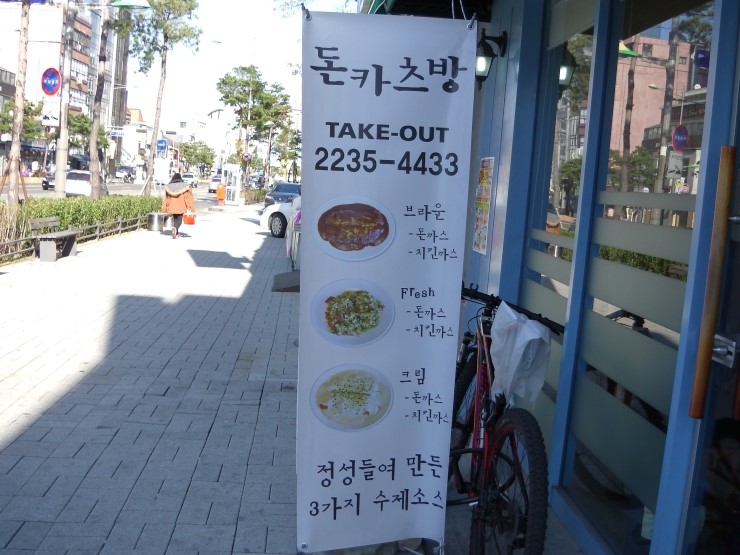 돈카츠방
TAKE-OUT
2235-4433
브라운
- 돈까스
- 치킨까스
Fresh
- 돈까스
- 치킨까스
크림
- 돈까스
- 치킨까스
정성들여 만든
3가지 수제소스